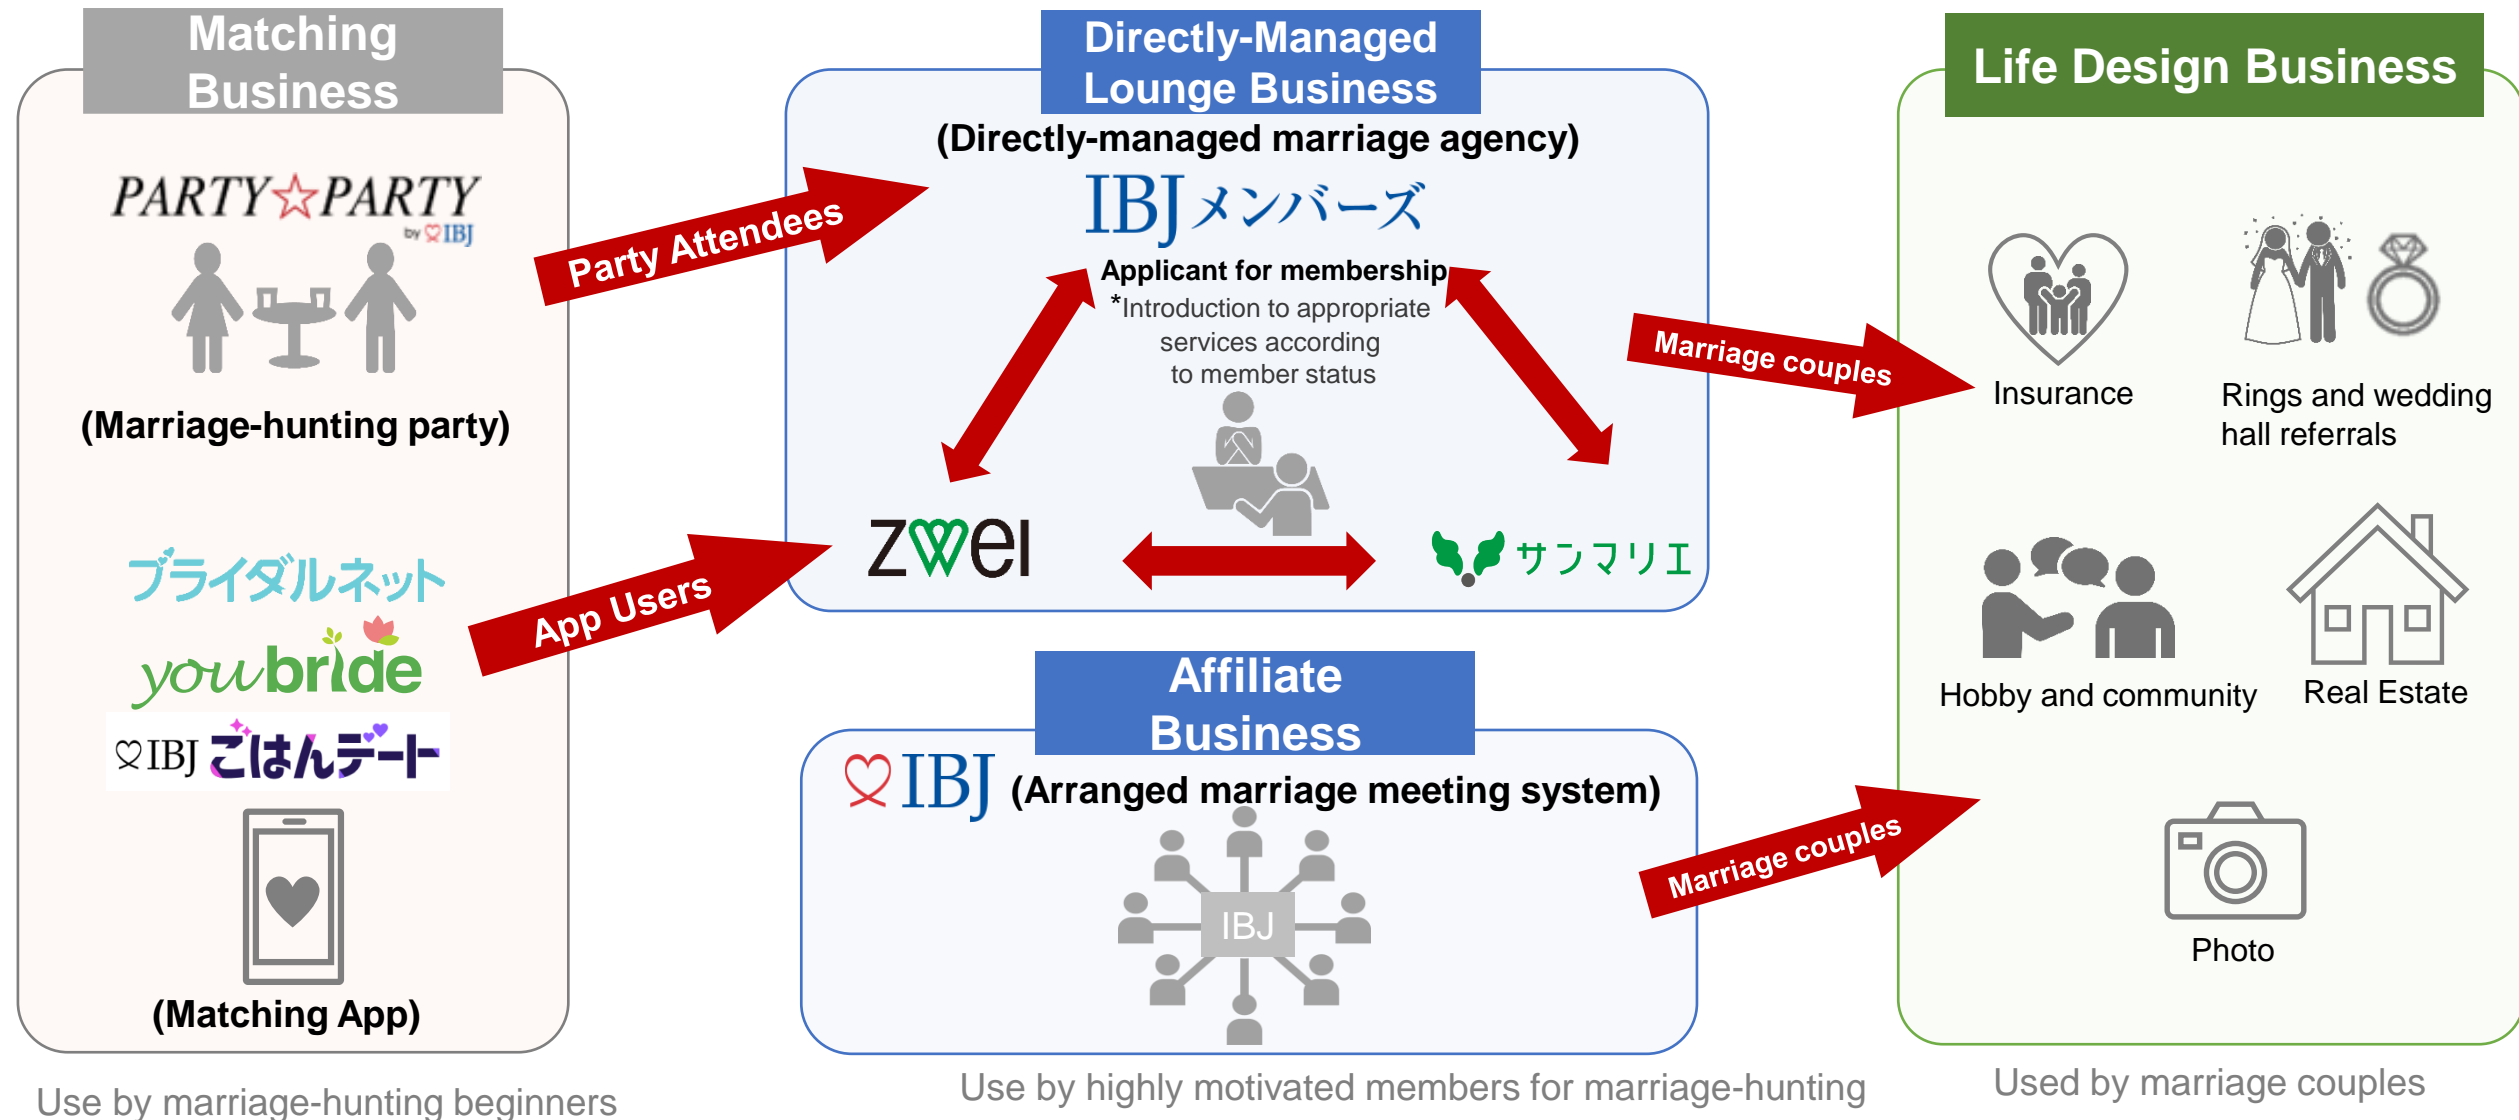 Matching
Business
PARTY☆PARTY
by IBJ
(Marriage-hunting party)
ブライダルネット
youbride
IBJ ごはんデート
(Matching App)
Use by marriage-hunting beginners
Party Attendees
App Users
Directly-Managed
Lounge Business
(Directly-managed marriage agency)
IBJメンバーズ
Applicant for membership
*Introduction to appropriate
services according
to member status
zwei
サンマリエ
Affiliate
Business
IBJ (Arranged marriage meeting system)
IBJ
Use by highly motivated members for marriage-hunting
Marriage couples
Marriage couples
Life Design Business
Insurance
Rings and wedding
hall referrals
Hobby and community
Real Estate
Photo
Used by marriage couples